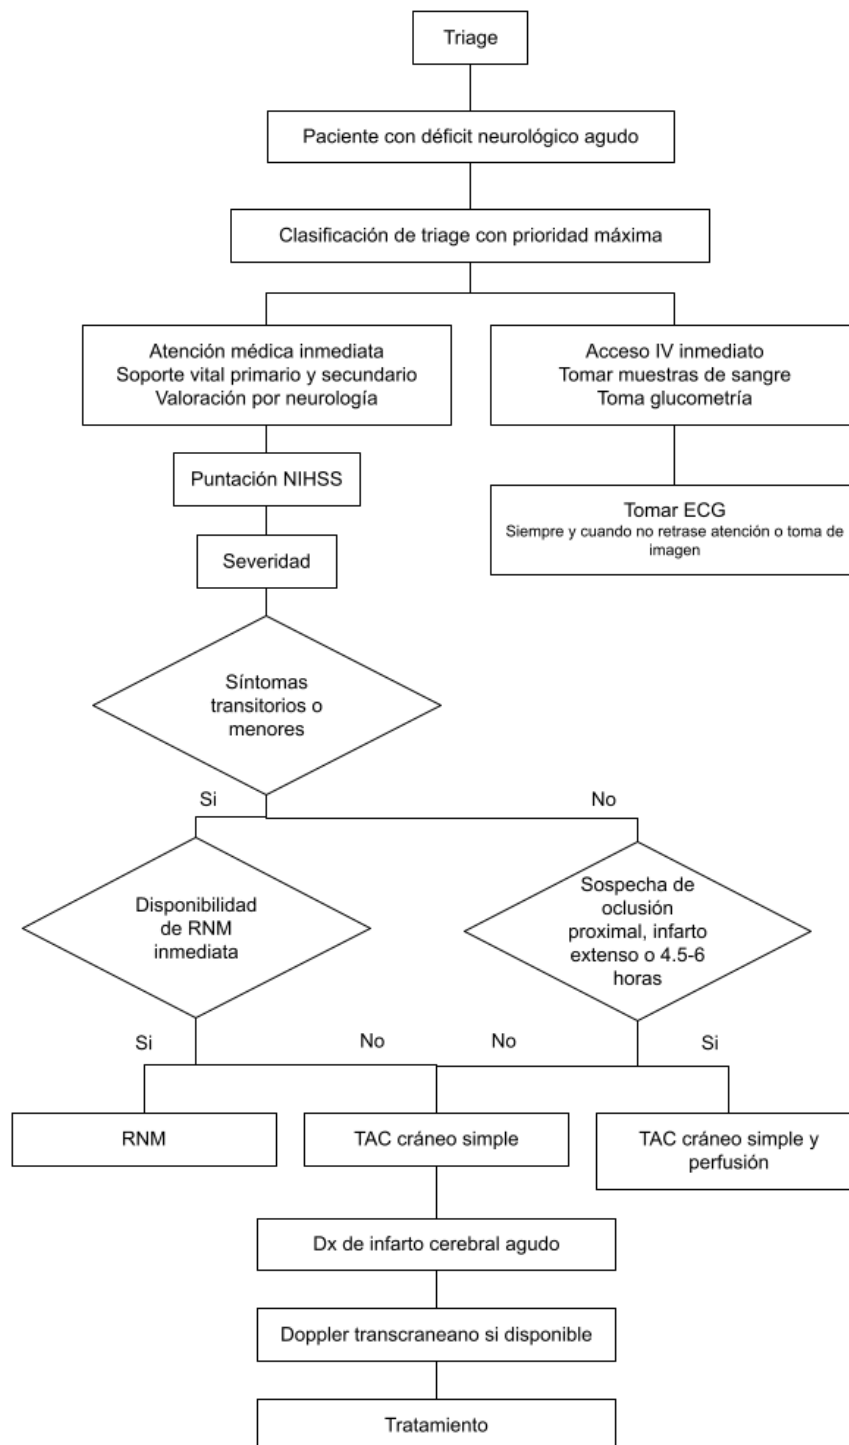 Triage
Paciente con déficit neurológico agudo
Clasificación de triage con prioridad máxima
Atención médica inmediata
Soporte vital primario y secundario
Valoración por neurología
Acceso IV inmediato
Tomar muestras de sangre
Toma glucometría
Puntación NIHSS
Tomar ECG
Siempre y cuando no retrase atención o toma de
imagen
Severidad
Síntomas
transitorios o
menores
Si
No
Disponibilidad
de RNM
inmediata
Sospecha de
oclusión
proximal, infarto
extenso o 4.5-6
horas
Si
No
No
Si
RNM
TAC cráneo simple
TAC cráneo simple y
perfusión
Dx de infarto cerebral agudo
Doppler transcraneano si disponible
Tratamiento